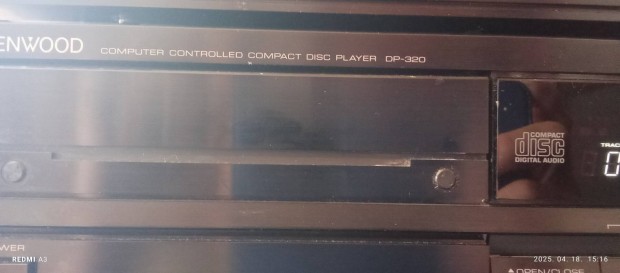 ENWOOD COMPUTER CONTROLLED COMPACT DISC PLAYER DP-320
COMPACT
disc
DIGITAL AUDIO
TRAC
0
WER
OPEN/CLOSE
REDMI A3
2025. 04. 18. 15:16